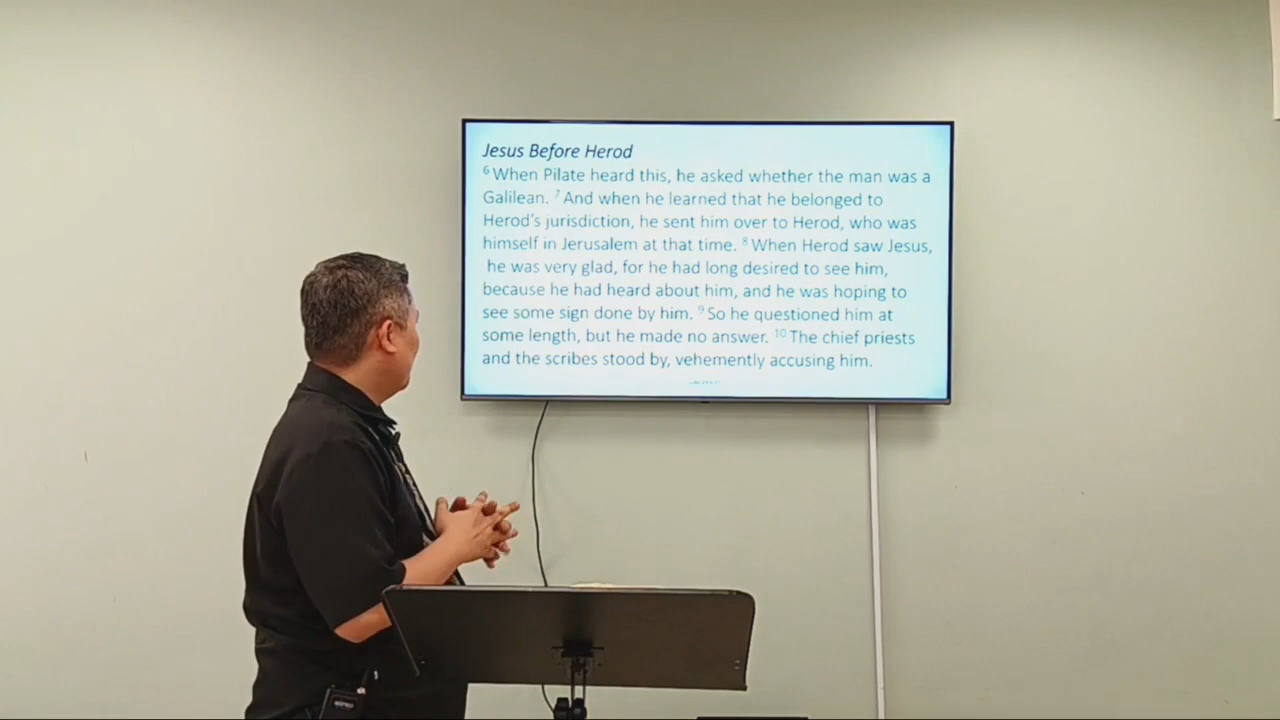 Jesus Before Herod
6 When Pilate heard this, he asked whether the man was a
Galilean. 7 And when he learned that he belonged to
Herod's jurisdiction, he sent him over to Herod, who was
himself in Jerusalem at that time. 8 When Herod saw Jesus,
he was very glad, for he had long desired to see him,
because he had heard about him, and he was hoping to
see some sign done by him. 9 So he questioned him at
some length, but he made no answer. 10 The chief priests
and the scribes stood by, vehemently accusing him.